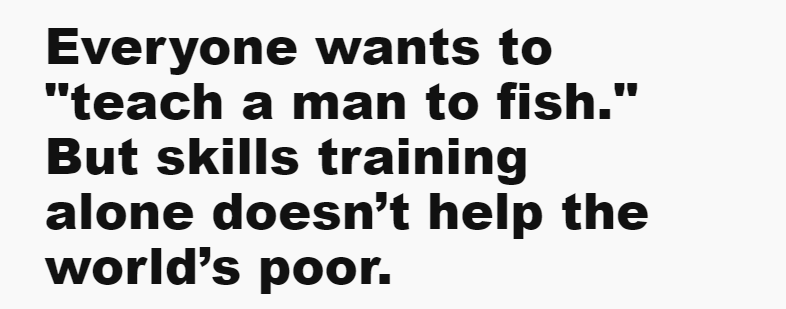 Everyone wants to
"teach a man to fish."
But skills training
alone doesn’t help the
world’s poor.